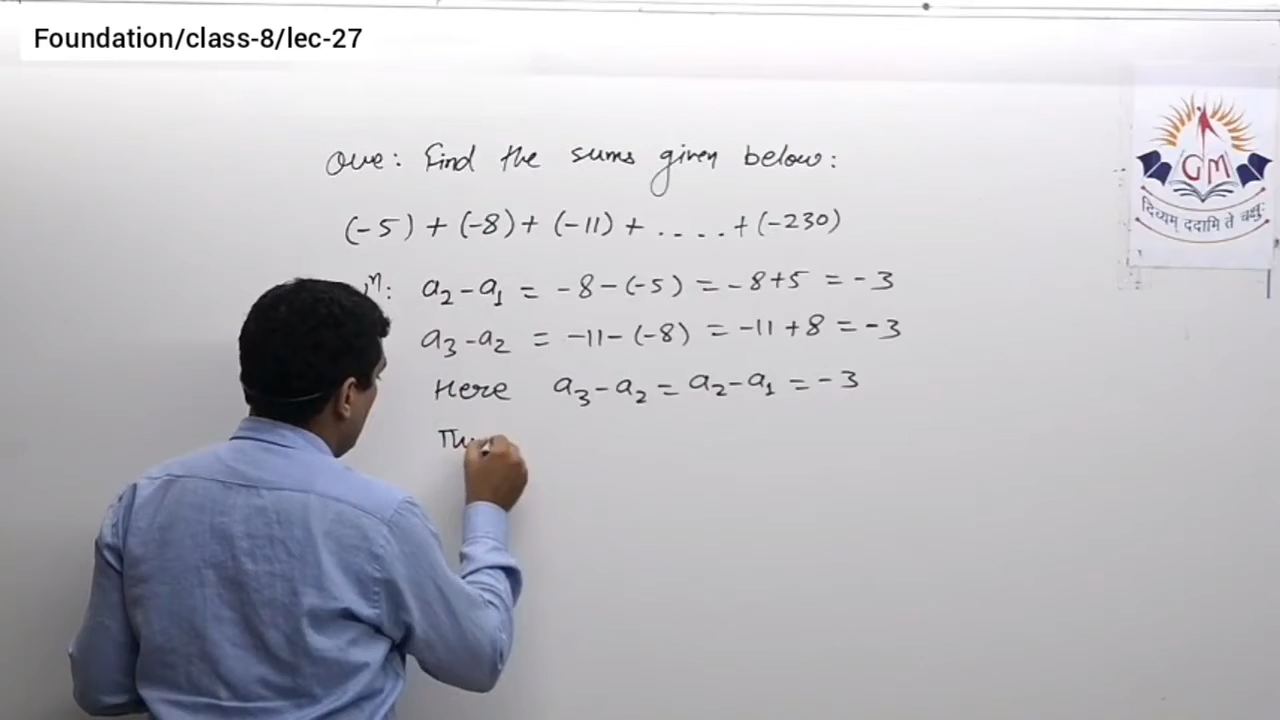 Foundation/class-8/lec-27
Que: Find the sums given below:
(-5) + (-8) + (-11) + .... + (-230)
n: a₂-a₁ = -8-(-5) = -8+5 = -3
a₃-a₂ = -11-(-8) = -11+8 = -3
Here a₃-a₂ = a₂-a₁ = -3
GM
दिव्यम् ददामि ते चक्षुः